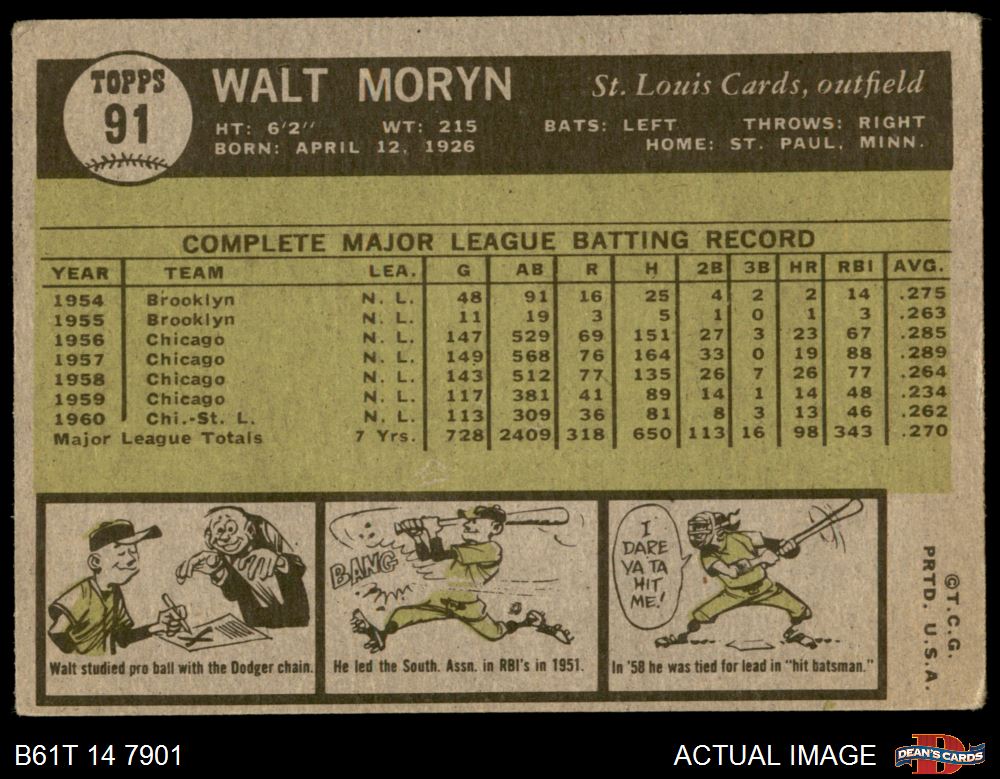 TOPPS
91
WALT MORYN
St. Louis Cards, outfield
HT: 6'2" WT: 215 BATS: LEFT THROWS: RIGHT
BORN: APRIL 12, 1926 HOME: ST. PAUL, MINN.
COMPLETE MAJOR LEAGUE BATTING RECORD
YEAR TEAM LEA. G AB R H 2B 3B HR RBI AVG.
1954 Brooklyn N. L. 48 91 16 25 4 2 2 14 .275
1955 Brooklyn N. L. 11 19 3 5 1 0 1 3 .263
1956 Chicago N. L. 147 529 69 151 27 3 23 67 .285
1957 Chicago N. L. 149 568 76 164 33 0 19 88 .289
1958 Chicago N. L. 143 512 77 135 26 7 26 77 .264
1959 Chicago N. L. 117 381 41 89 14 1 14 48 .234
1960 Chi.-St. L. N. L. 113 309 36 81 8 3 13 46 .262
Major League Totals 7 Yrs. 728 2409 318 650 113 16 98 343 .270
Walt studied pro ball with the Dodger chain.
BANG
He led the South. Assn. in RBI's in 1951.
I
DARE
YA TA
HIT
ME!
In '58 he was tied for lead in "hit batsman."
©T.C.G.
PRTD. U.S.A.
B61T 14 7901
ACTUAL IMAGE
D
DEAN'S CARDS